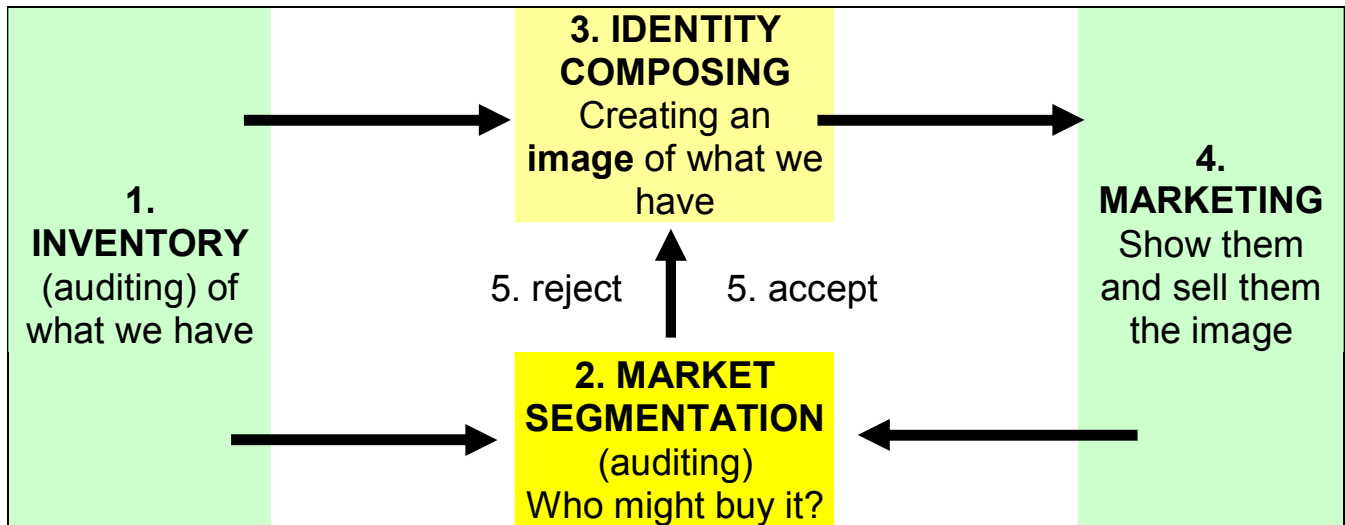 1.
INVENTORY
(auditing) of
what we have
3. IDENTITY
COMPOSING
Creating an
image of what we
have
5. reject
5. accept
2. MARKET
SEGMENTATION
(auditing)
Who might buy it?
4.
MARKETING
Show them
and sell them
the image